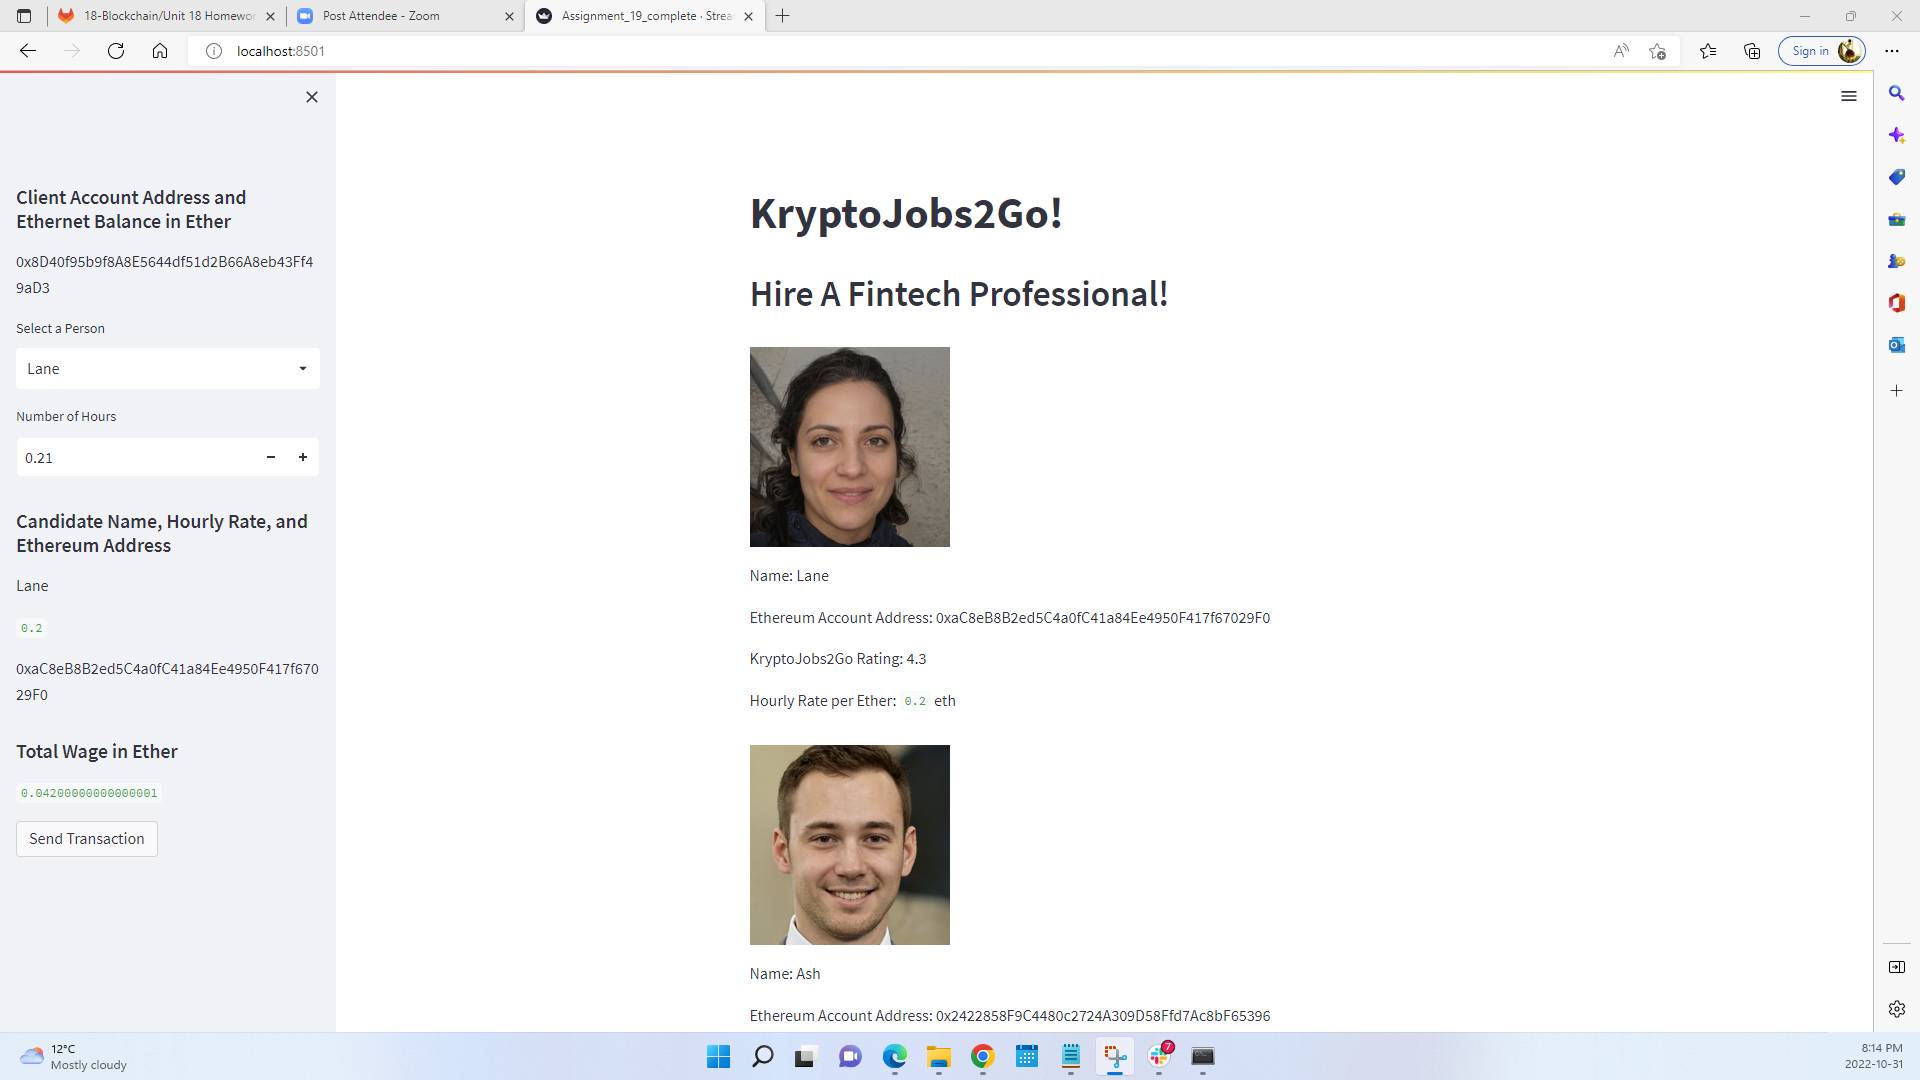 18-Blockchain/Unit 18 Homewor
Post Attendee - Zoom
Assignment_19_complete · Strea
localhost:8501
Sign in
Client Account Address and
Ethernet Balance in Ether
0x8D40f95b9f8A8E5644df51d2B66A8eb43Ff4
9aD3
Select a Person
Lane
Number of Hours
0.21
Candidate Name, Hourly Rate, and
Ethereum Address
Lane
0.2
0xaC8eB8B2ed5C4a0fC41a84Ee4950F417f670
29F0
Total Wage in Ether
0.04200000000000001
Send Transaction
KryptoJobs2Go!
Hire A Fintech Professional!
Name: Lane
Ethereum Account Address: 0xaC8eB8B2ed5C4a0fC41a84Ee4950F417f67029F0
KryptoJobs2Go Rating: 4.3
Hourly Rate per Ether: 0.2 eth
Name: Ash
Ethereum Account Address: 0x2422858F9C4480c2724A309D58Ffd7Ac8bF65396
12°C
Mostly cloudy
7
8:14 PM
2022-10-31